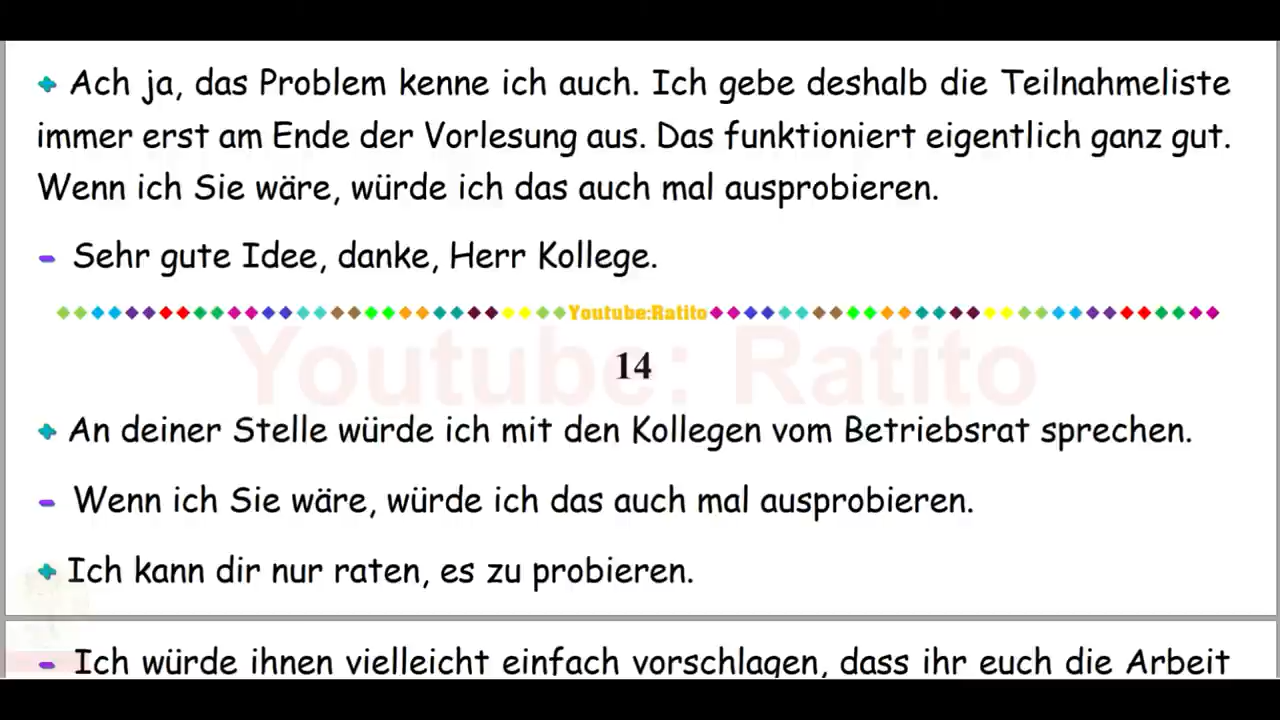 + Ach ja, das Problem kenne ich auch. Ich gebe deshalb die Teilnahmeliste
immer erst am Ende der Vorlesung aus. Das funktioniert eigentlich ganz gut.
Wenn ich Sie wäre, würde ich das auch mal ausprobieren.
- Sehr gute Idee, danke, Herr Kollege.
Youtube:Ratito
Youtube: Ratito
14
+ An deiner Stelle würde ich mit den Kollegen vom Betriebsrat sprechen.
- Wenn ich Sie wäre, würde ich das auch mal ausprobieren.
+ Ich kann dir nur raten, es zu probieren.
- Ich würde ihnen vielleicht einfach vorschlagen, dass ihr euch die Arbeit